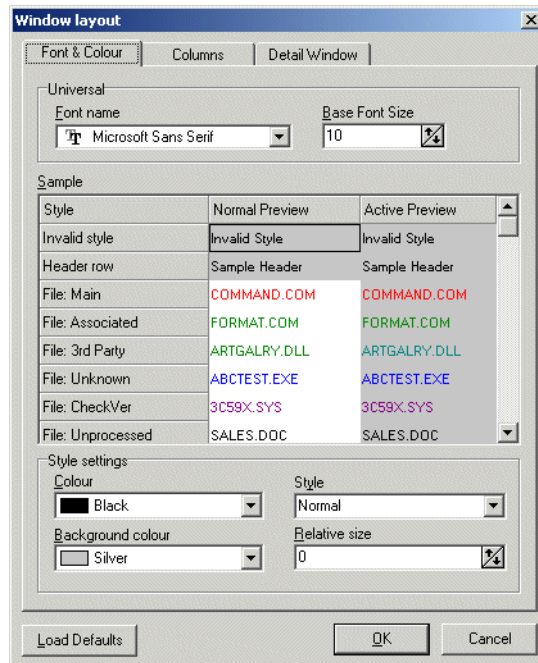 Window layout
Font & Colour Columns Detail Window
Universal
Font name Base Font Size
Microsoft Sans Serif 10
Sample
Style Normal Preview Active Preview
Invalid style Invalid Style Invalid Style
Header row Sample Header Sample Header
File: Main COMMAND.COM COMMAND.COM
File: Associated FORMAT.COM FORMAT.COM
File: 3rd Party ARTGALRY.DLL ARTGALRY.DLL
File: Unknown ABCTEST.EXE ABCTEST.EXE
File: CheckVer 3C59X.SYS 3C59X.SYS
File: Unprocessed SALES.DOC SALES.DOC
Style settings
Colour Style
Black Normal
Background colour Relative size
Silver 0
Load Defaults OK Cancel